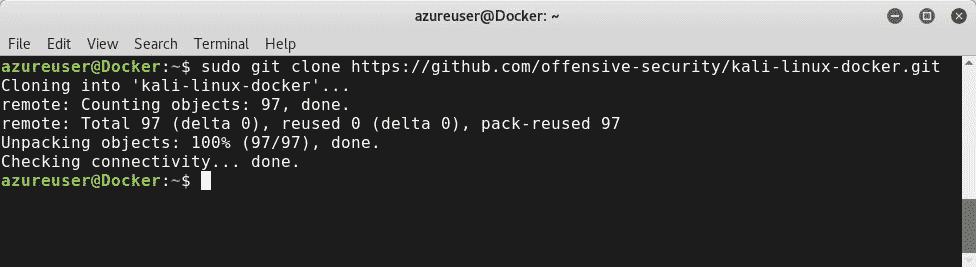 azureuser@Docker: ~
File Edit View Search Terminal Help
azureuser@Docker:~$ sudo git clone https://github.com/offensive-security/kali-linux-docker.git
Cloning into 'kali-linux-docker'...
remote: Counting objects: 97, done.
remote: Total 97 (delta 0), reused 0 (delta 0), pack-reused 97
Unpacking objects: 100% (97/97), done.
Checking connectivity... done.
azureuser@Docker:~$